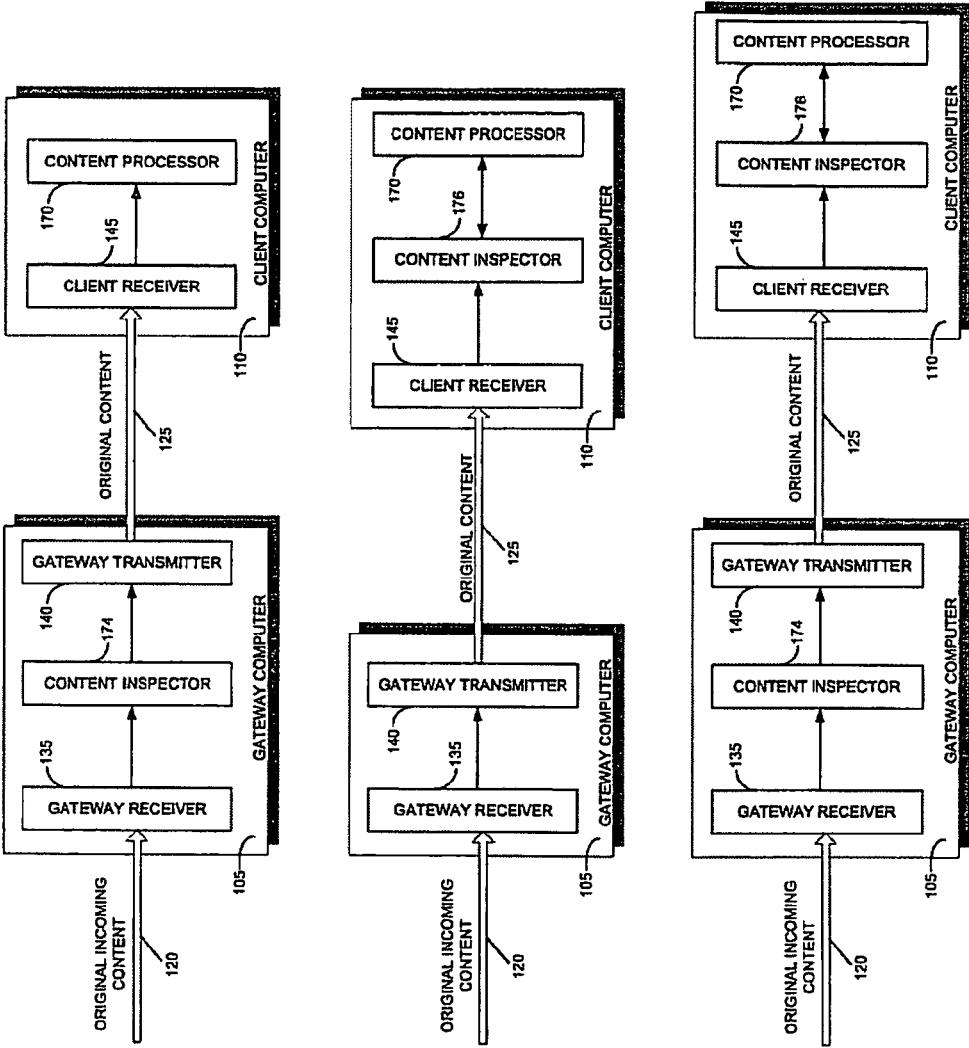 ORIGINAL INCOMING
CONTENT
120
105
GATEWAY RECEIVER
135
CONTENT INSPECTOR
174
GATEWAY TRANSMITTER
140
GATEWAY COMPUTER
ORIGINAL CONTENT
125
110
CLIENT RECEIVER
145
CONTENT PROCESSOR
170
CLIENT COMPUTER
ORIGINAL INCOMING
CONTENT
120
105
GATEWAY RECEIVER
135
GATEWAY TRANSMITTER
140
GATEWAY COMPUTER
ORIGINAL CONTENT
125
110
CLIENT RECEIVER
145
CONTENT INSPECTOR
176
CONTENT PROCESSOR
170
CLIENT COMPUTER
ORIGINAL INCOMING
CONTENT
120
105
GATEWAY RECEIVER
135
CONTENT INSPECTOR
174
GATEWAY TRANSMITTER
140
GATEWAY COMPUTER
ORIGINAL CONTENT
125
110
CLIENT RECEIVER
145
CONTENT INSPECTOR
178
CONTENT PROCESSOR
170
CLIENT COMPUTER